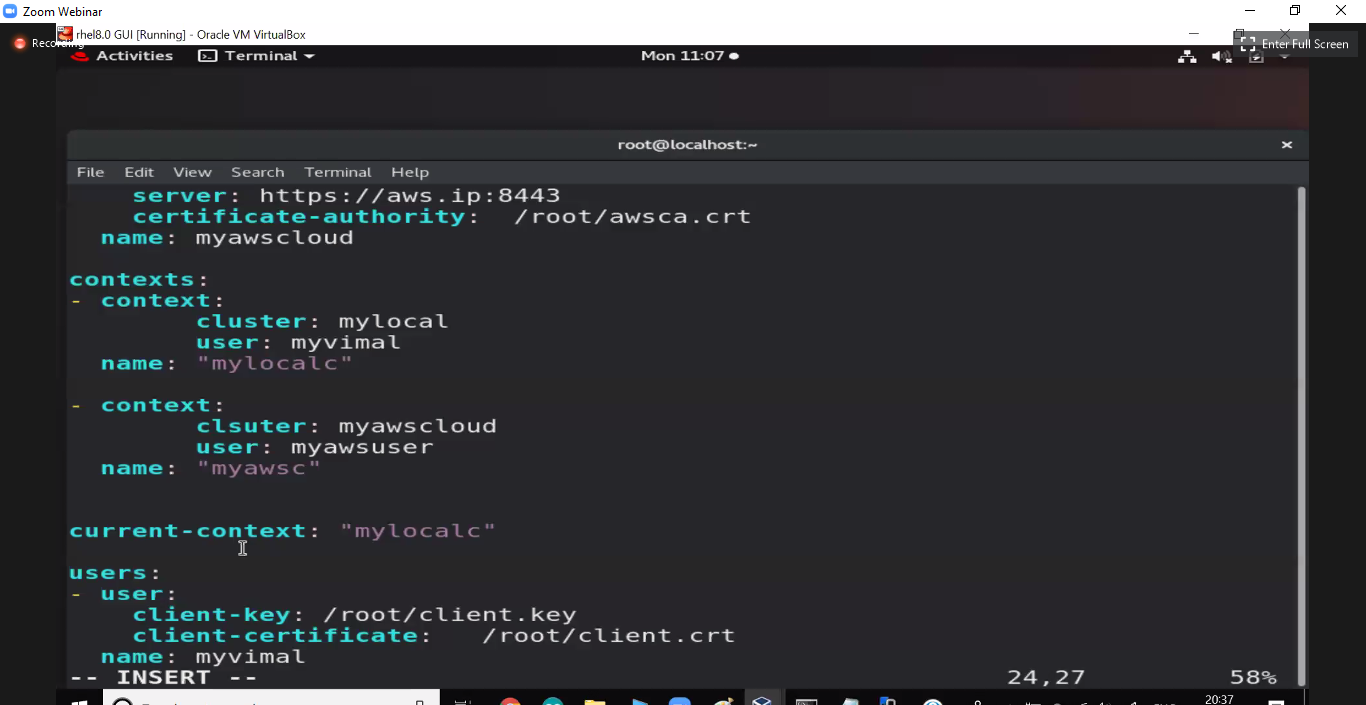 Zoom Webinar
rhel8.0 GUI [Running] - Oracle VM VirtualBox
Recording
Enter Full Screen
Activities Terminal Mon 11:07
root@localhost:~
File Edit View Search Terminal Help
server: https://aws.ip:8443
certificate-authority: /root/awsca.crt
name: myawscloud
contexts:
- context:
cluster: mylocal
user: myvimal
name: "mylocalc"
- context:
clsuter: myawscloud
user: myawsuser
name: "myawsc"
current-context: "mylocalc"
users:
- user:
client-key: /root/client.key
client-certificate: /root/client.crt
name: myvimal
-- INSERT -- 24,27 58%
20:37